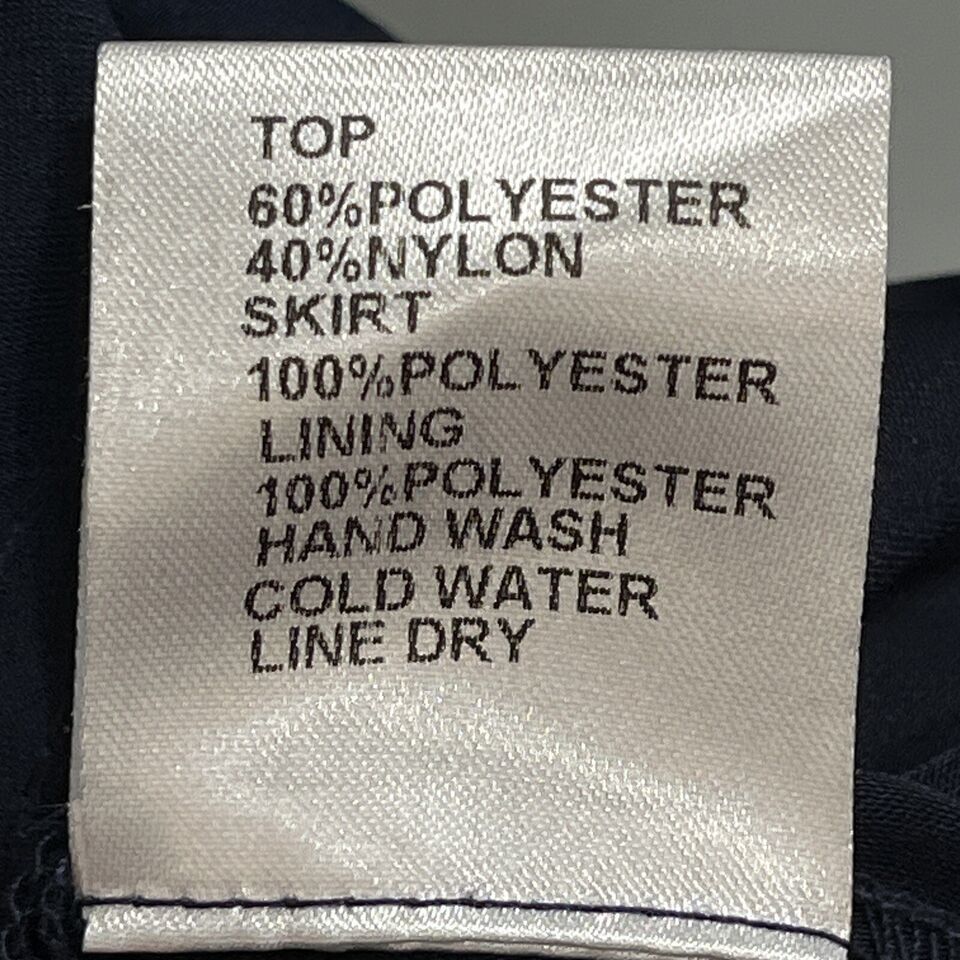 TOP
60%POLYESTER
40%NYLON
SKIRT
100%POLYESTER
LINING
100%POLYESTER
HAND WASH
COLD WATER
LINE DRY